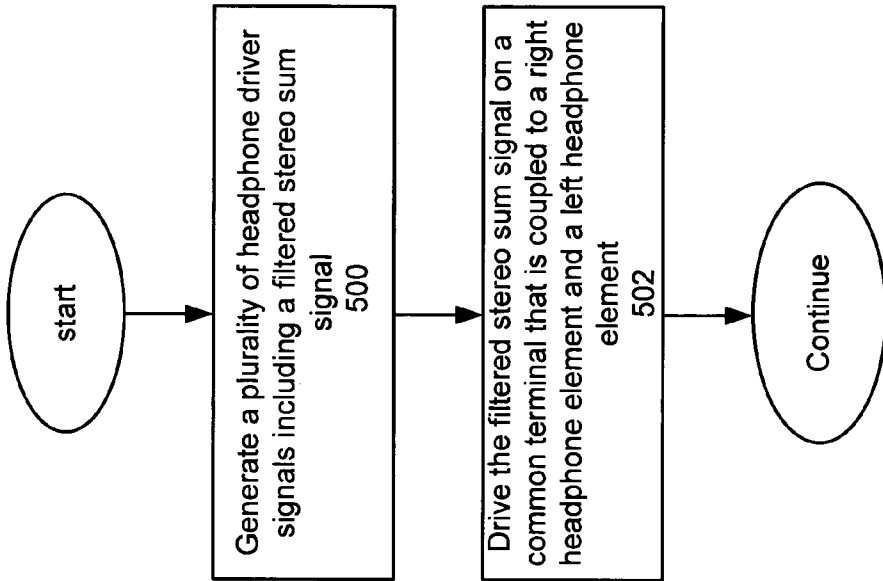 start
Generate a plurality of headphone driver
signals including a filtered stereo sum
signal
500
Drive the filtered stereo sum signal on a
common terminal that is coupled to a right
headphone element and a left headphone
element
502
Continue